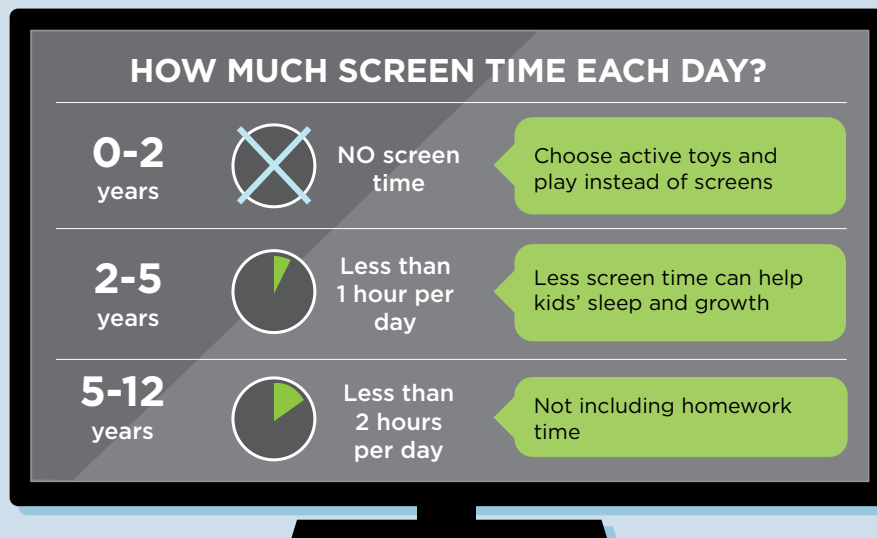 HOW MUCH SCREEN TIME EACH DAY?
0-2
years
NO screen
time
Choose active toys and
play instead of screens
2-5
years
Less than
1 hour per
day
Less screen time can help
kids’ sleep and growth
5-12
years
Less than
2 hours
per day
Not including homework
time